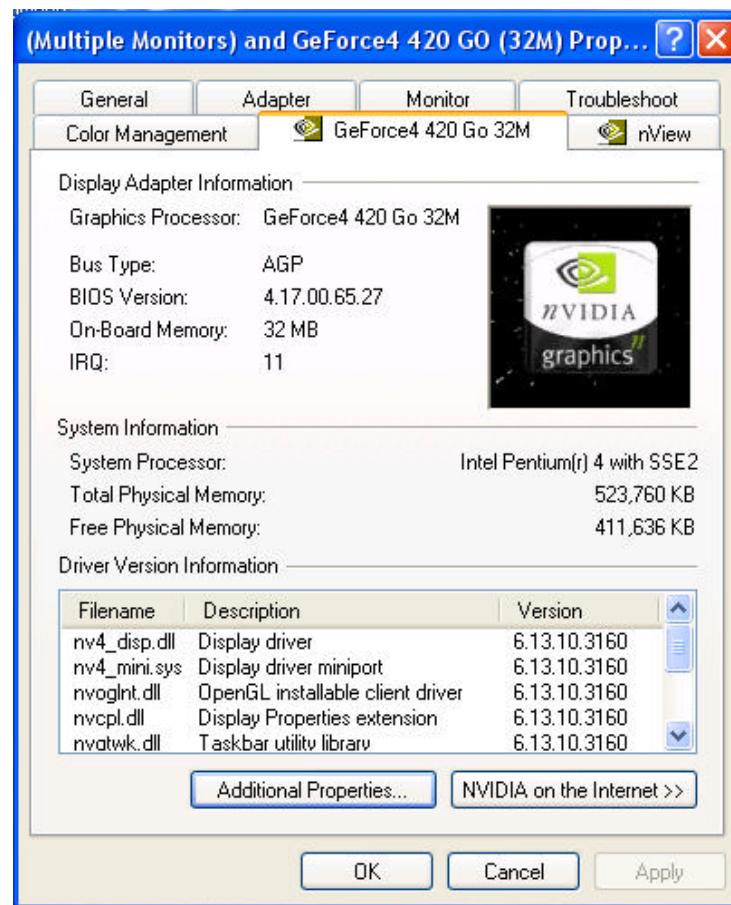 (Multiple Monitors) and GeForce4 420 GO (32M) Prop... ?
General Adapter Monitor Troubleshoot
Color Management GeForce4 420 Go 32M nView
Display Adapter Information
Graphics Processor: GeForce4 420 Go 32M
Bus Type: AGP
BIOS Version: 4.17.00.65.27
On-Board Memory: 32 MB
IRQ: 11
nVIDIA
graphics n
System Information
System Processor: Intel Pentium(r) 4 with SSE2
Total Physical Memory: 523,760 KB
Free Physical Memory: 411,636 KB
Driver Version Information
Filename Description Version
nv4_disp.dll Display driver 6.13.10.3160
nv4_mini.sys Display driver miniport 6.13.10.3160
nvoglnt.dll OpenGL installable client driver 6.13.10.3160
nvcpl.dll Display Properties extension 6.13.10.3160
nvqtwk.dll Taskbar utility library 6.13.10.3160
Additional Properties... NVIDIA on the Internet >>
OK Cancel Apply